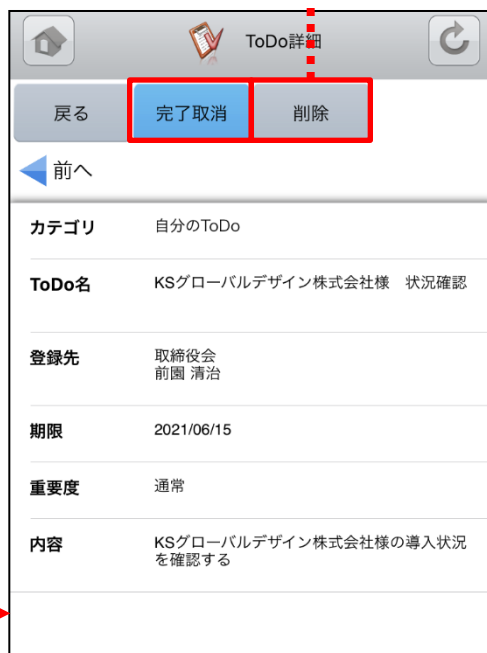 ToDo詳細
戻る 完了取消 削除
前へ
カテゴリ 自分のToDo
ToDo名 KSグローバルデザイン株式会社様　状況確認
登録先 取締役会
前園 清治
期限 2021/06/15
重要度 通常
内容 KSグローバルデザイン株式会社様の導入状況
を確認する